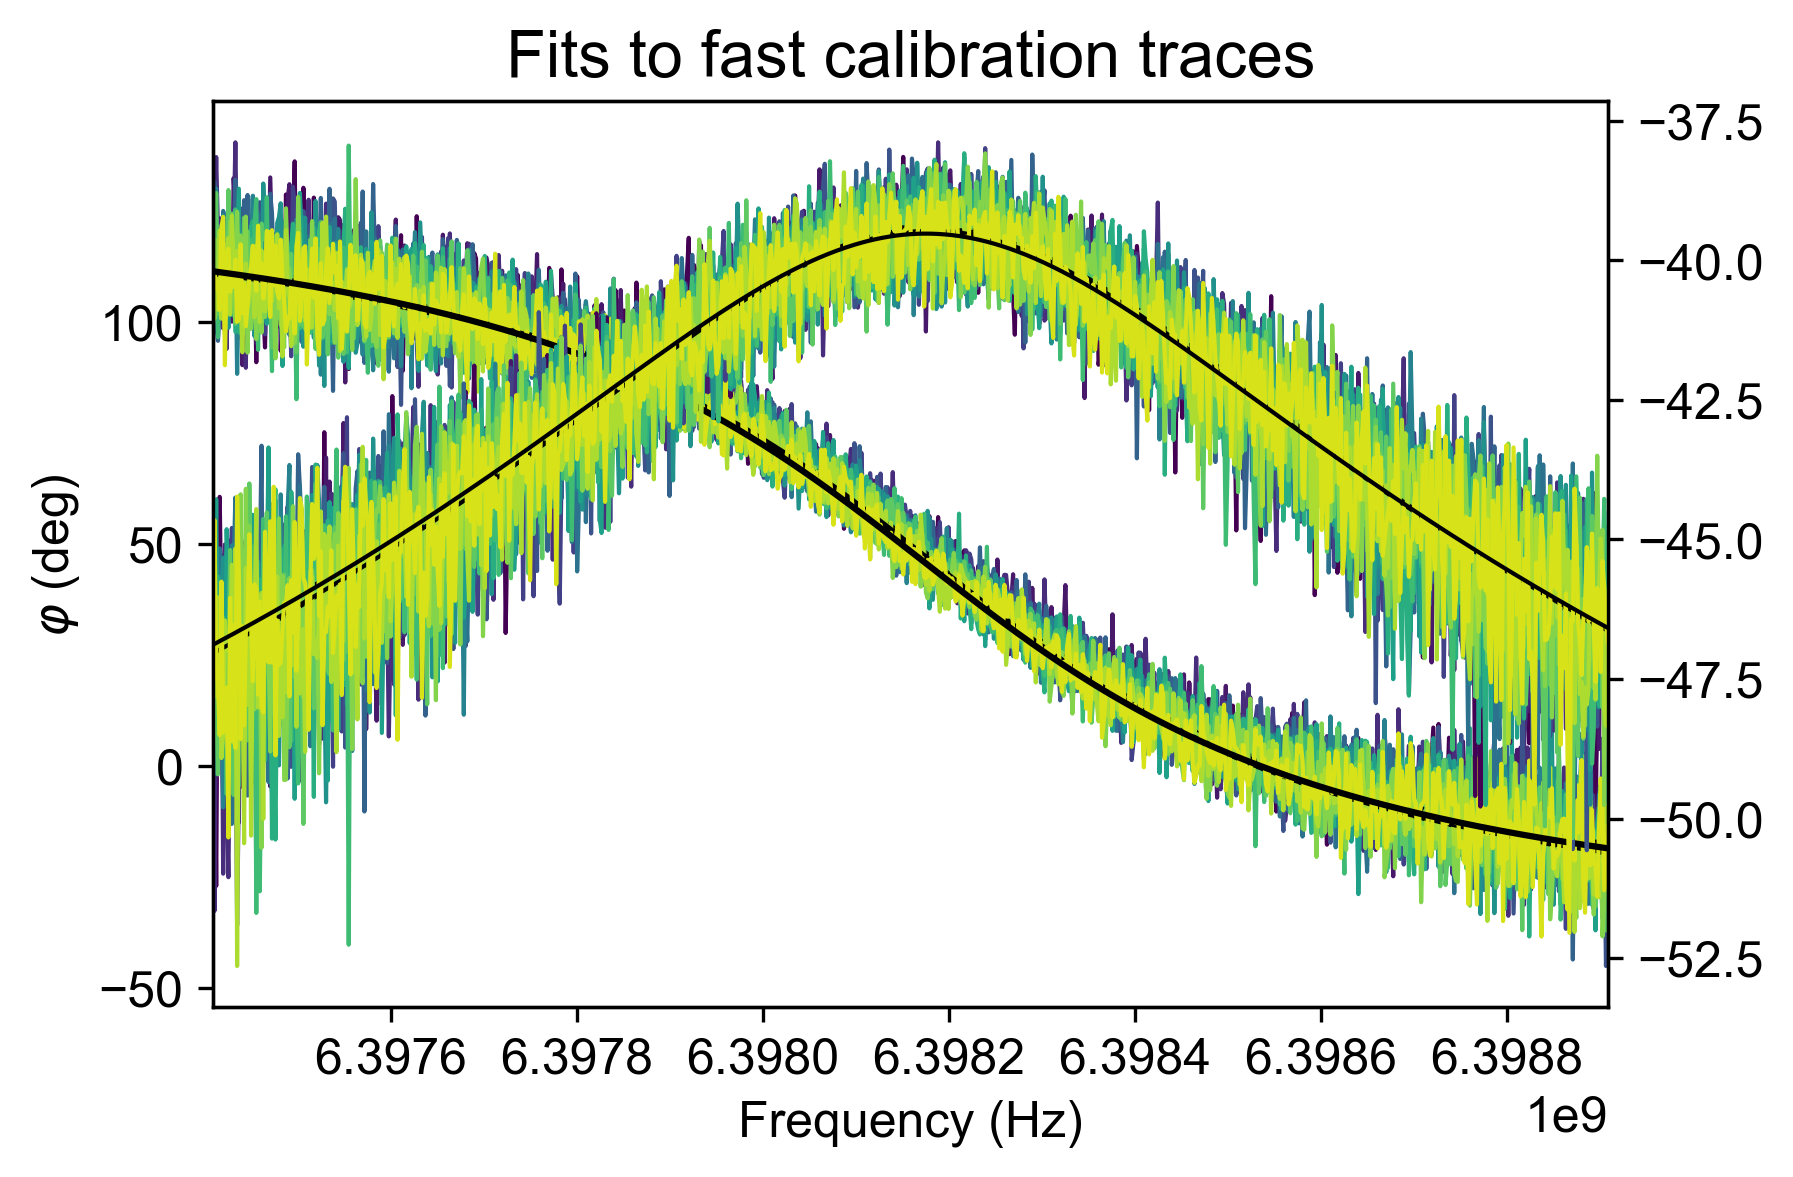 Fits to fast calibration traces
φ (deg)
100
50
0
−50
−37.5
−40.0
−42.5
−45.0
−47.5
−50.0
−52.5
6.3976 6.3978 6.3980 6.3982 6.3984 6.3986 6.3988
1e9
Frequency (Hz)